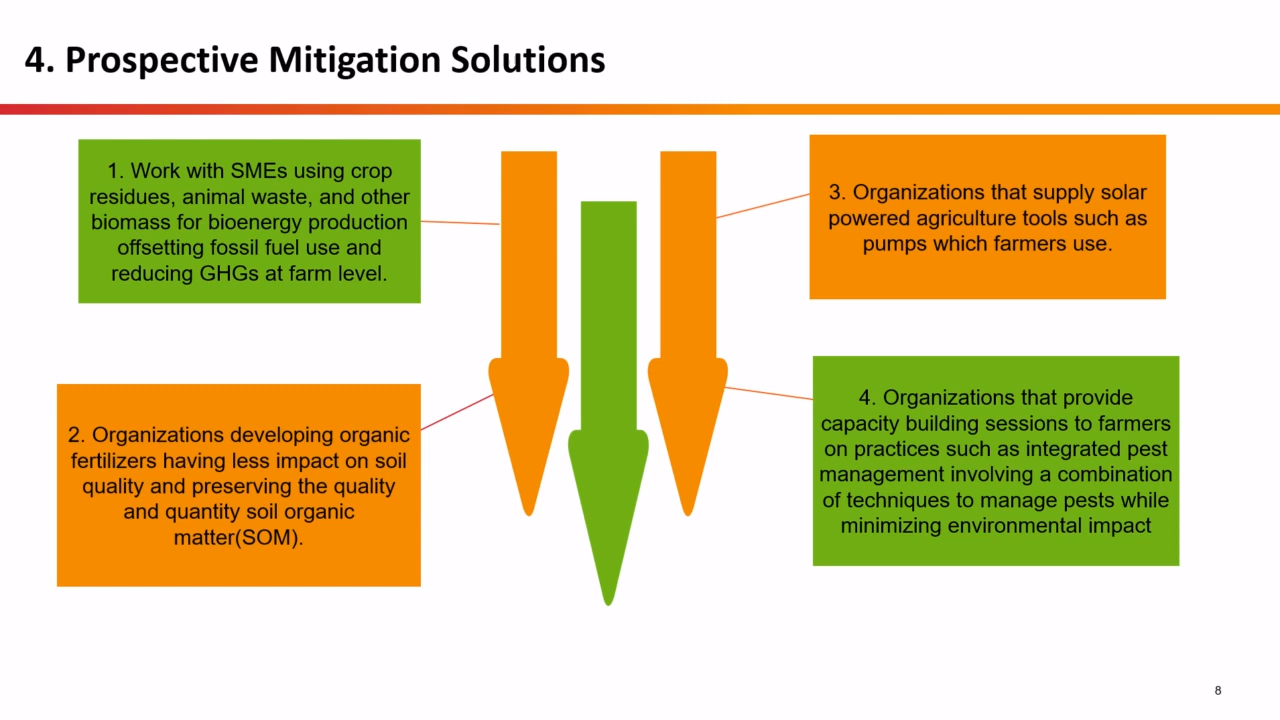 4. Prospective Mitigation Solutions
1. Work with SMEs using crop
residues, animal waste, and other
biomass for bioenergy production
offsetting fossil fuel use and
reducing GHGs at farm level.
2. Organizations developing organic
fertilizers having less impact on soil
quality and preserving the quality
and quantity soil organic
matter(SOM).
3. Organizations that supply solar
powered agriculture tools such as
pumps which farmers use.
4. Organizations that provide
capacity building sessions to farmers
on practices such as integrated pest
management involving a combination
of techniques to manage pests while
minimizing environmental impact
8